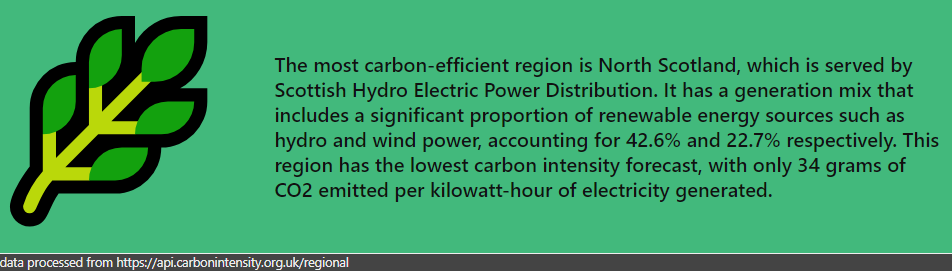 The most carbon-efficient region is North Scotland, which is served by
Scottish Hydro Electric Power Distribution. It has a generation mix that
includes a significant proportion of renewable energy sources such as
hydro and wind power, accounting for 42.6% and 22.7% respectively. This
region has the lowest carbon intensity forecast, with only 34 grams of
CO2 emitted per kilowatt-hour of electricity generated.
data processed from https://api.carbonintensity.org.uk/regional